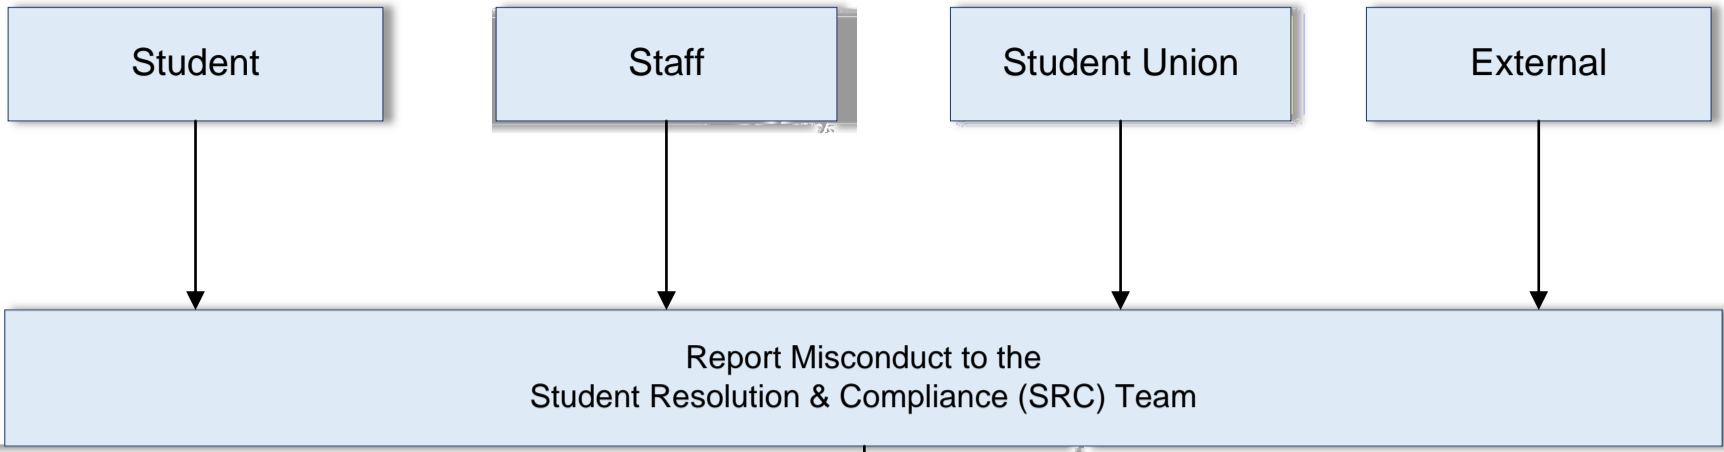 Student
Staff
Student Union
External
Report Misconduct to the
Student Resolution & Compliance (SRC) Team